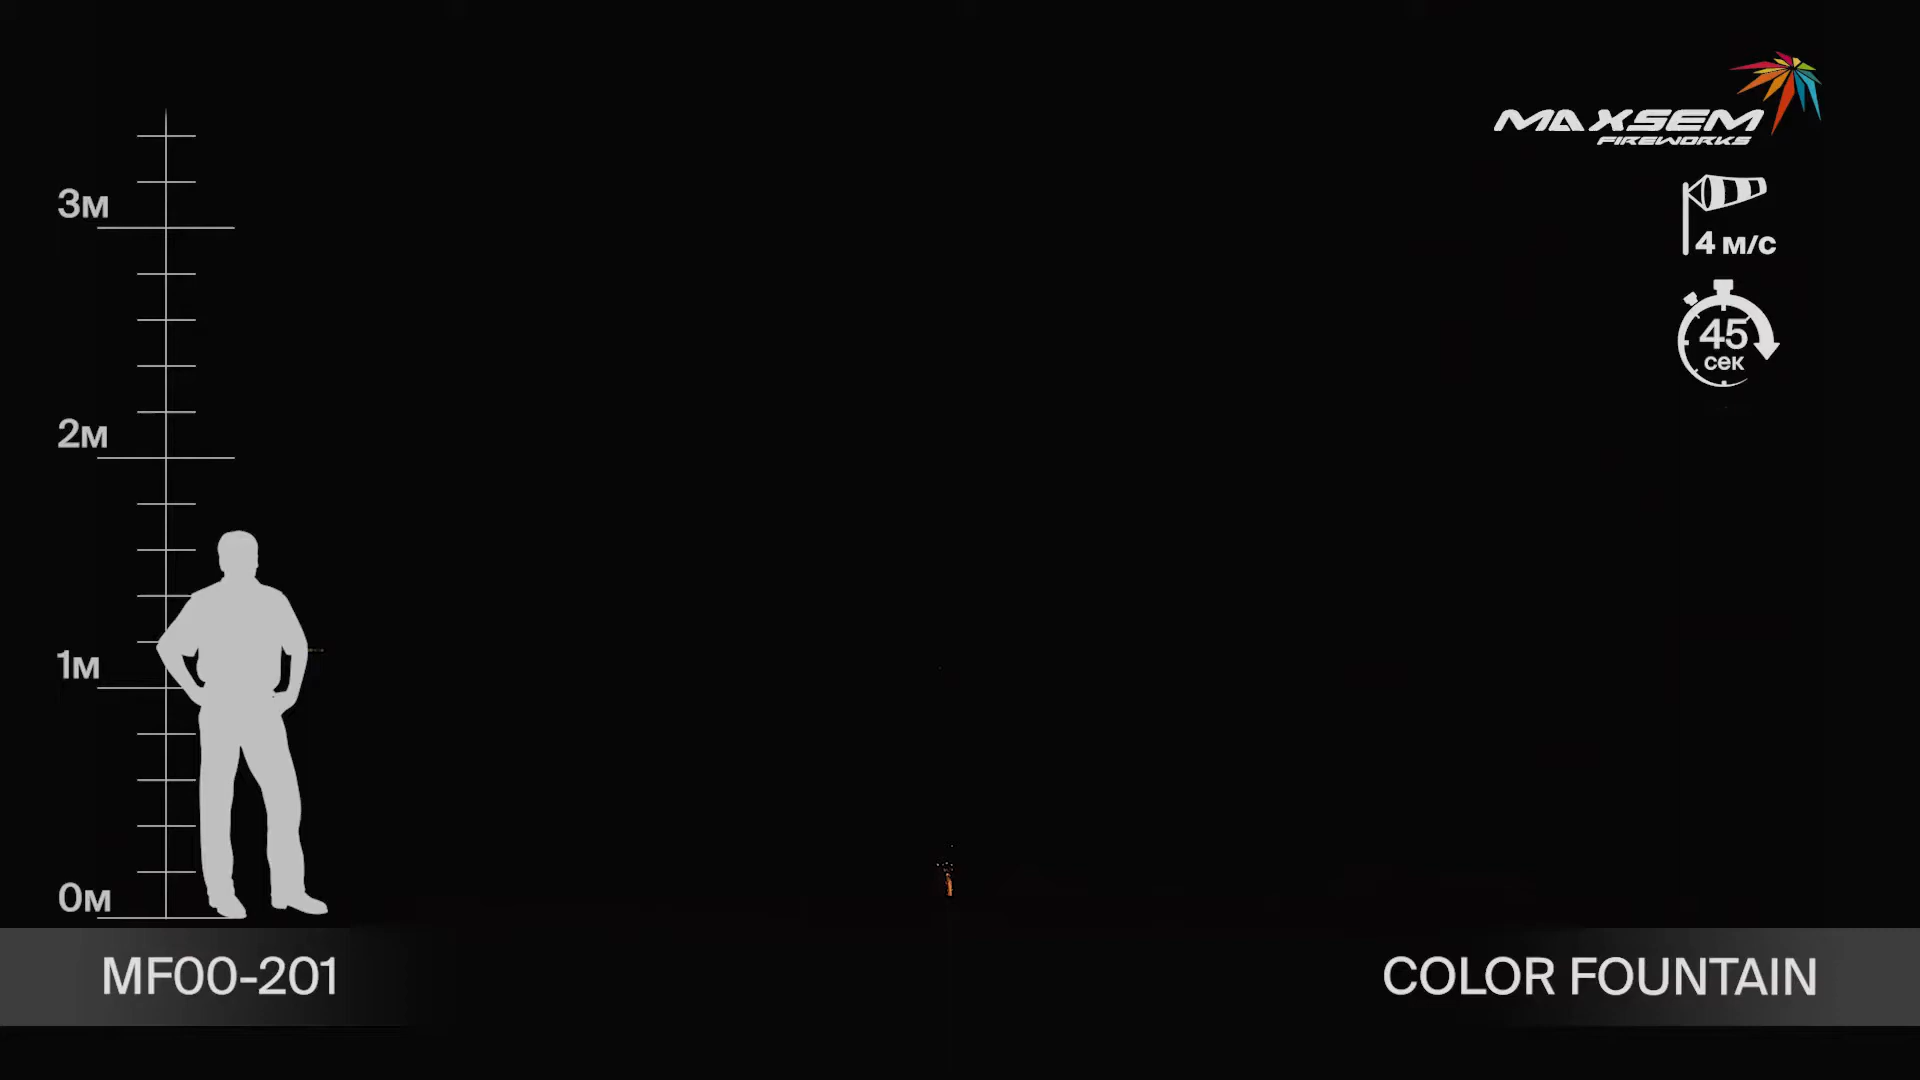 MAXSEM
FIREWORKS
4 м/с
45
сек
3м
2м
1м
0м
MF00-201
COLOR FOUNTAIN